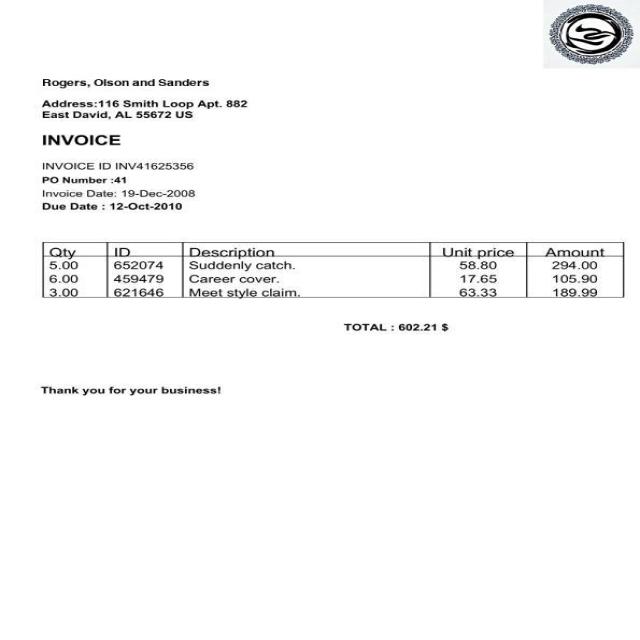 Rogers, Olson and Sanders
Address:116 Smith Loop Apt. 882
East David, AL 55672 US
INVOICE
INVOICE ID INV41625356
PO Number :41
Invoice Date: 19-Dec-2008
Due Date : 12-Oct-2010
Qty ID Description Unit price Amount
5.00 652074 Suddenly catch. 58.80 294.00
6.00 459479 Career cover. 17.65 105.90
3.00 621646 Meet style claim. 63.33 189.99
TOTAL : 602.21 $
Thank you for your business!